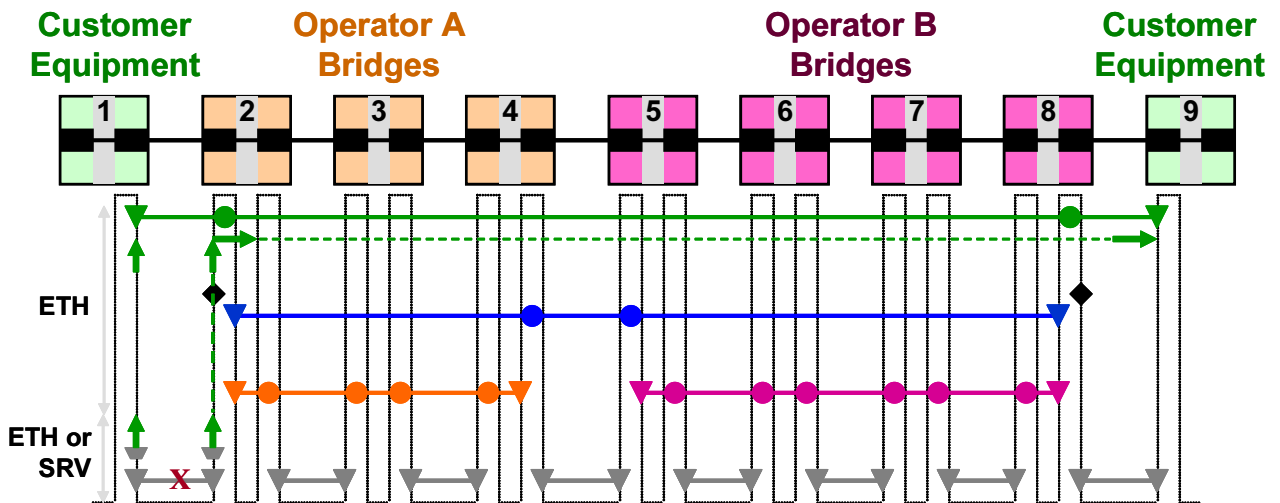 Customer
Equipment
Operator A
Bridges
Operator B
Bridges
Customer
Equipment
1
2
3
4
5
6
7
8
9
ETH
ETH or
SRV
X